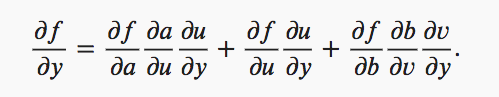 ∂f/∂y = ∂f/∂a ∂a/∂u ∂u/∂y + ∂f/∂u ∂u/∂y + ∂f/∂b ∂b/∂v ∂v/∂y.